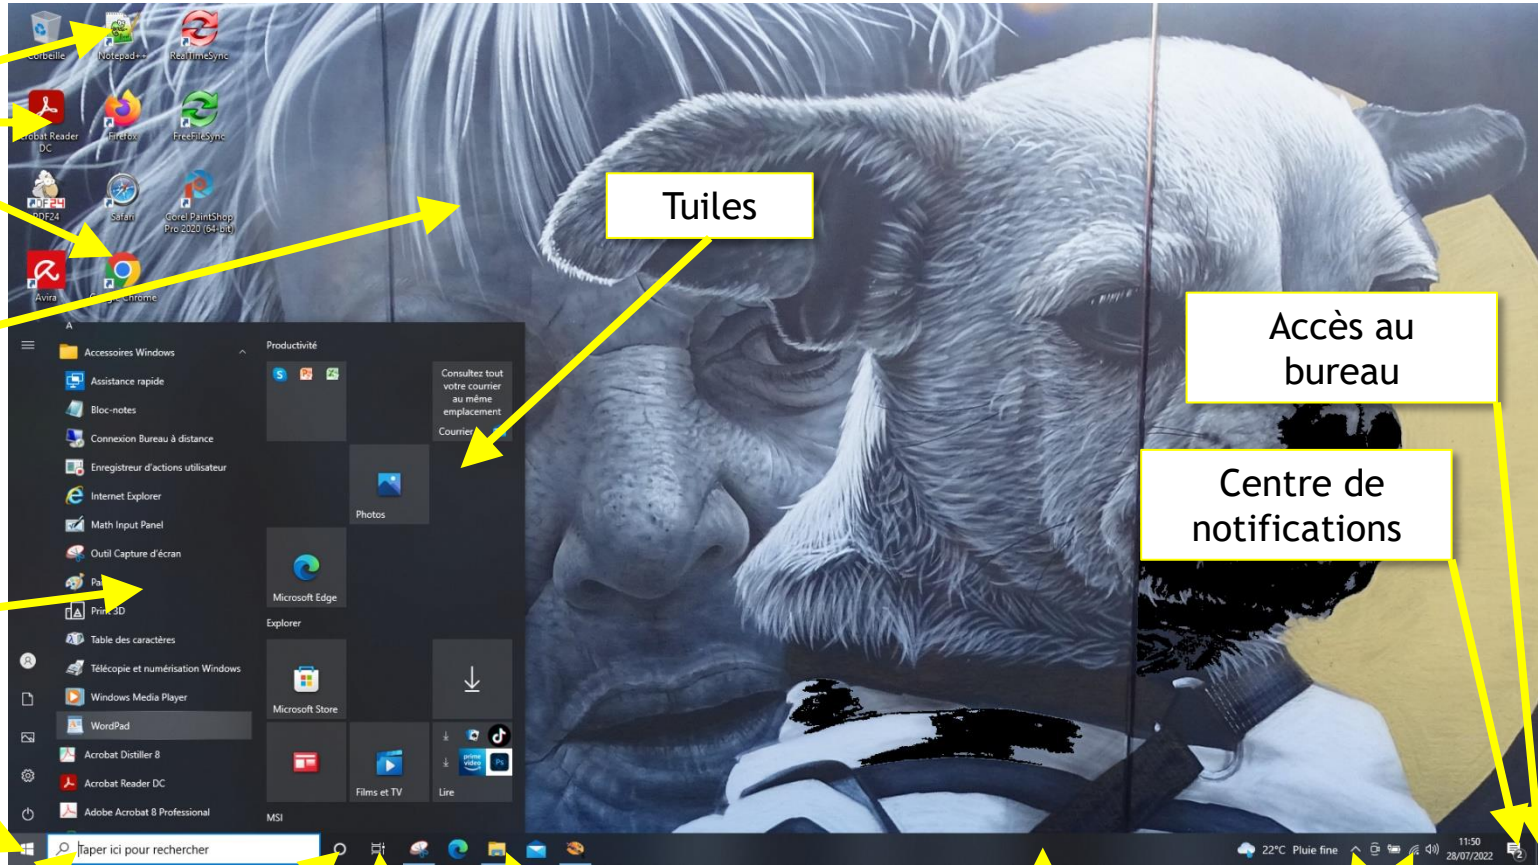 Corbeille
Notepad++
RealTimeSync
Acrobat Reader
DC
Firefox
FreeFileSync
PDF24
Safari
Corel PaintShop
Pro 2020 (64-bit)
Avira
Google Chrome
Tuiles
Accès au
bureau
Centre de
notifications
A
Accessoires Windows
Assistance rapide
Bloc-notes
Connexion Bureau à distance
Enregistreur d'actions utilisateur
Internet Explorer
Math Input Panel
Outil Capture d'écran
Print 3D
Table des caractères
Télécopie et numérisation Windows
Windows Media Player
WordPad
Acrobat Distiller 8
Acrobat Reader DC
Adobe Acrobat 8 Professional
Productivité
Consultez tout
votre courrier
au même
emplacement
Courrier
Photos
Microsoft Edge
Explorer
Microsoft Store
prime
video
Ps
Films et TV
Lire
MSI
Taper ici pour rechercher
22°C Pluie fine
11:50
28/07/2022
2